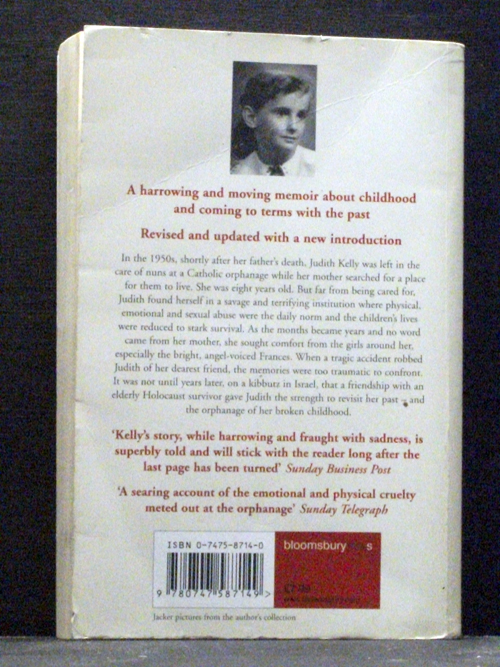 A harrowing and moving memoir about childhood
and coming to terms with the past
Revised and updated with a new introduction
In the 1950s, shortly after her father's death, Judith Kelly was left in the
care of nuns at a Catholic orphanage while her mother searched for a place
for them to live. She was eight years old. But far from being cared for,
Judith found herself in a savage and terrifying institution where physical,
emotional and sexual abuse were the daily norm and the children's lives
were reduced to stark survival. As the months became years and no word
came from her mother, she sought comfort from the girls around her,
especially the bright, angel-voiced Frances. When a tragic accident robbed
Judith of her dearest friend, the memories were too traumatic to confront.
It was not until years later, on a kibbutz in Israel, that a friendship with an
elderly Holocaust survivor gave Judith the strength to revisit her past – and
the orphanage of her broken childhood.
'Kelly's story, while harrowing and fraught with sadness, is
superbly told and will stick with the reader long after the
last page has been turned' Sunday Business Post
'A searing account of the emotional and physical cruelty
meted out at the orphanage' Sunday Telegraph
ISBN 0-7475-8714-0
9 780747 587149 >
bloomsbury s
Jacket pictures from the author's collection